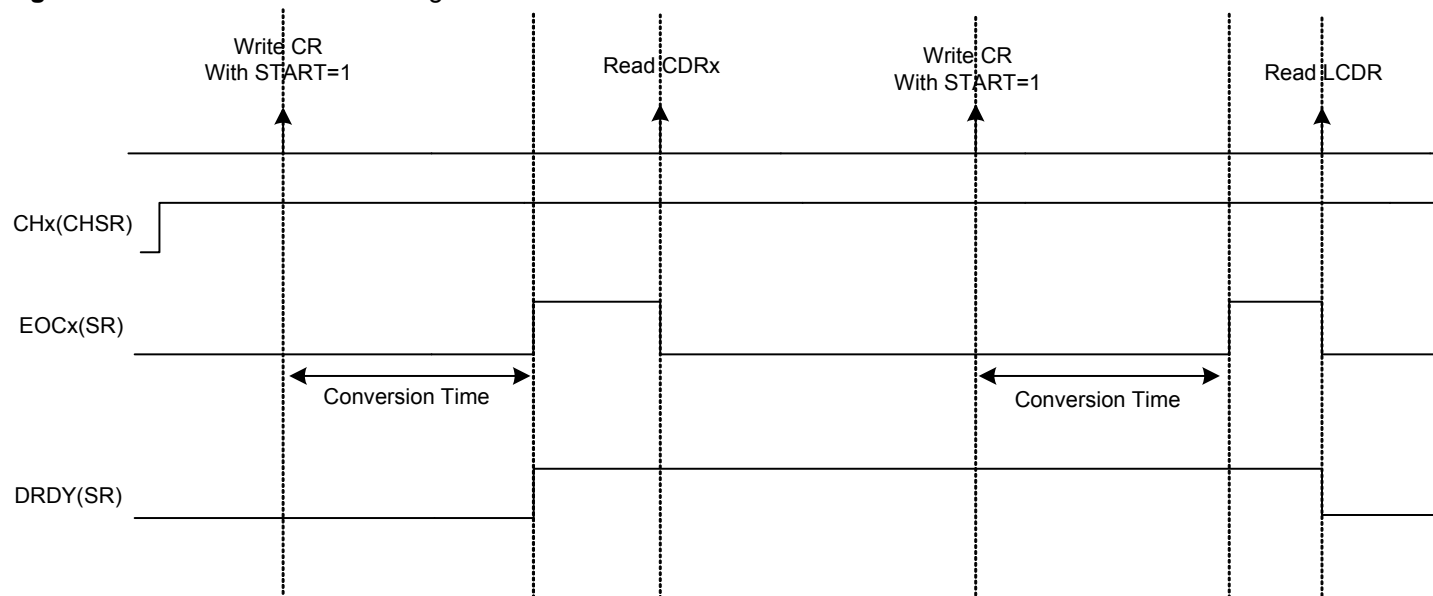 Write CR
With START=1
Read CDRx
Write CR
With START=1
Read LCDR
CHx(CHSR)
EOCx(SR)
Conversion Time
Conversion Time
DRDY(SR)